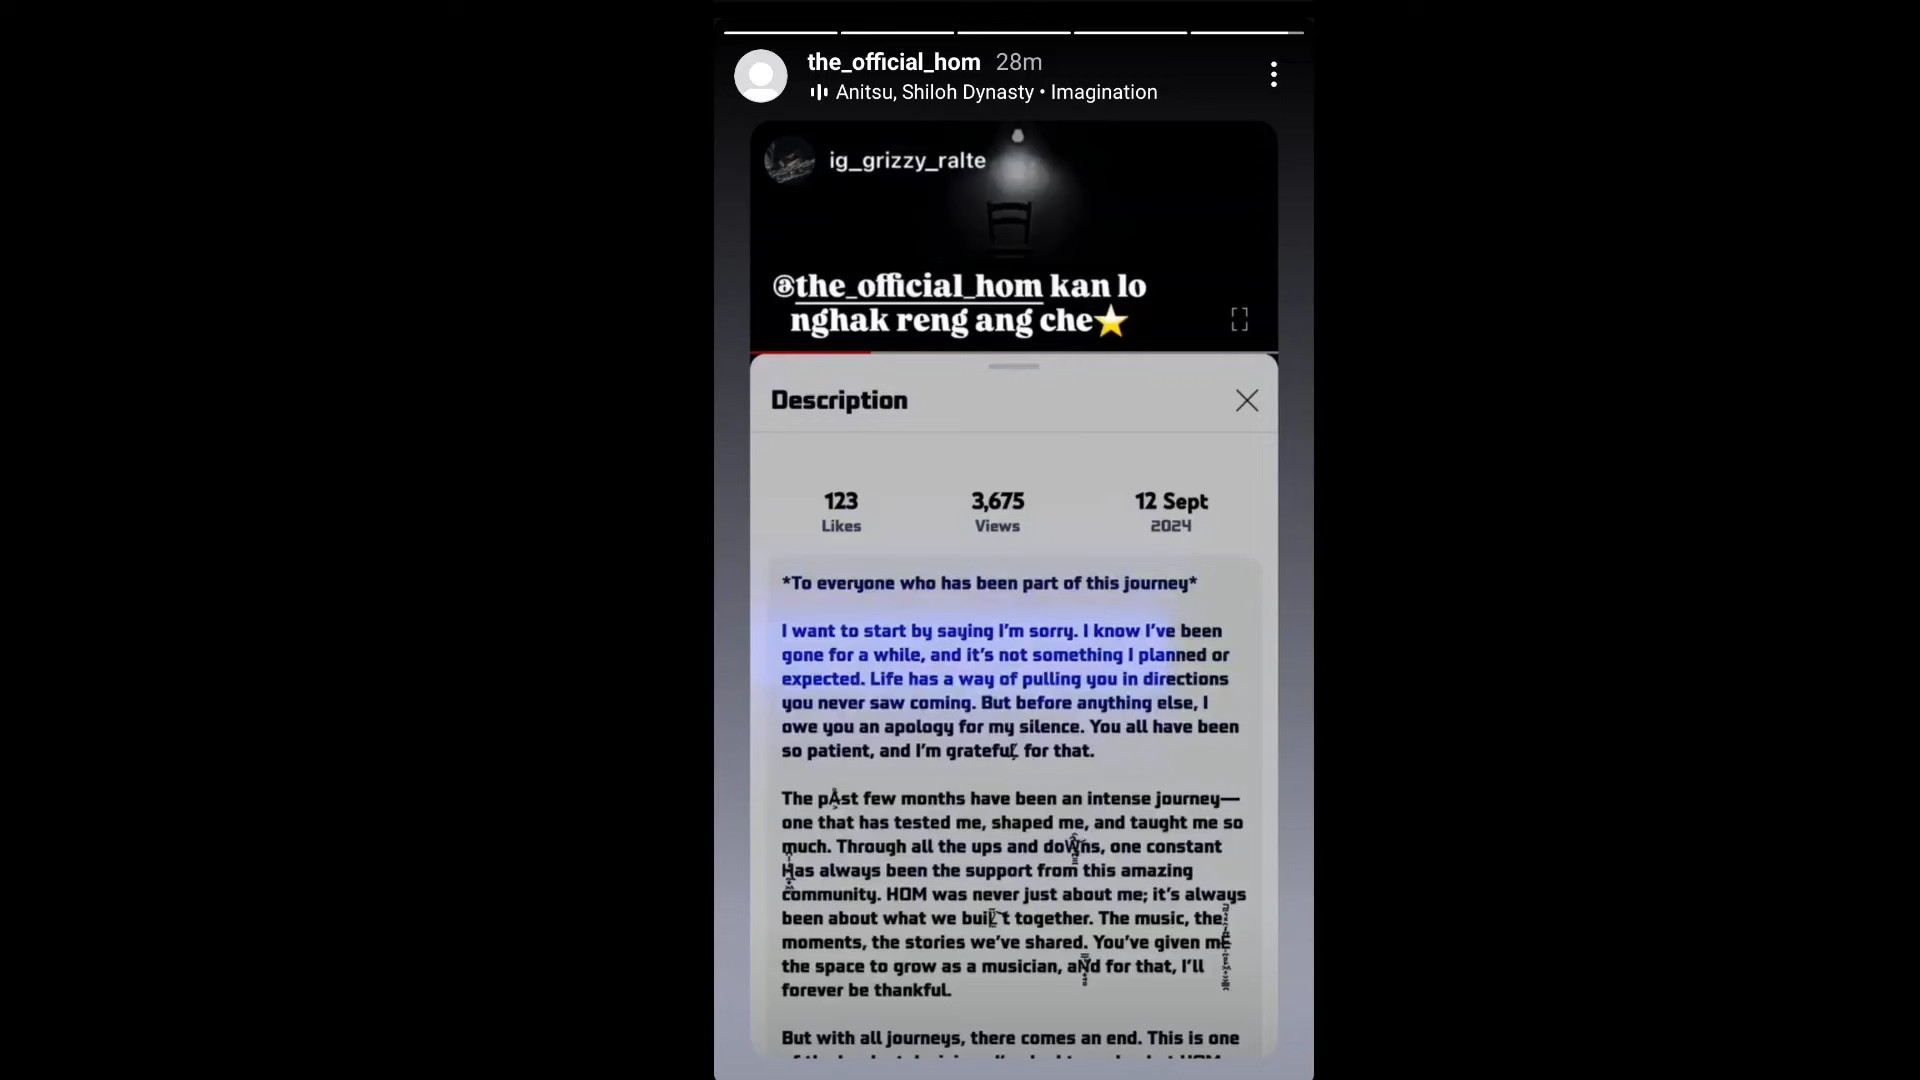 the_official_hom 28m
Anitsu, Shiloh Dynasty • Imagination
ig_grizzy_ralte
@the_official_hom kan lo
nghak reng ang che⭐
Description
123 3,675 12 Sept
Likes Views 2024
*To everyone who has been part of this journey*
I want to start by saying I'm sorry. I know I've been
gone for a while, and it's not something I planned or
expected. Life has a way of pulling you in directions
you never saw coming. But before anything else, I
owe you an apology for my silence. You all have been
so patient, and I'm grateful for that.
The pAst few months have been an intense journey—
one that has tested me, shaped me, and taught me so
much. Through all the ups and doWns, one constant
Has always been the support from this amazing
community. HOM was never just about me; it's always
been about what we buiLt together. The music, the
moments, the stories we've shared. You've given mE
the space to grow as a musician, aNd for that, I'll
forever be thankful.
But with all journeys, there comes an end. This is one